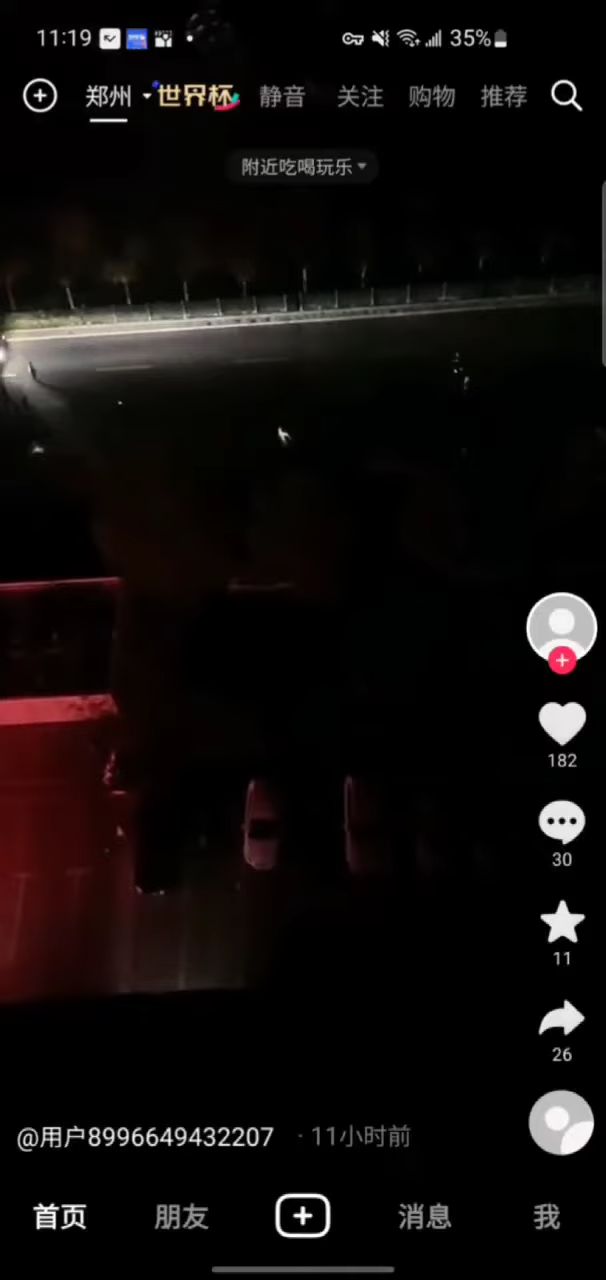 11:19 35%
郑州 世界杯 静音 关注 购物 推荐
附近吃喝玩乐
182
30
11
26
@用户8996649432207 · 11小时前
首页 朋友 消息 我